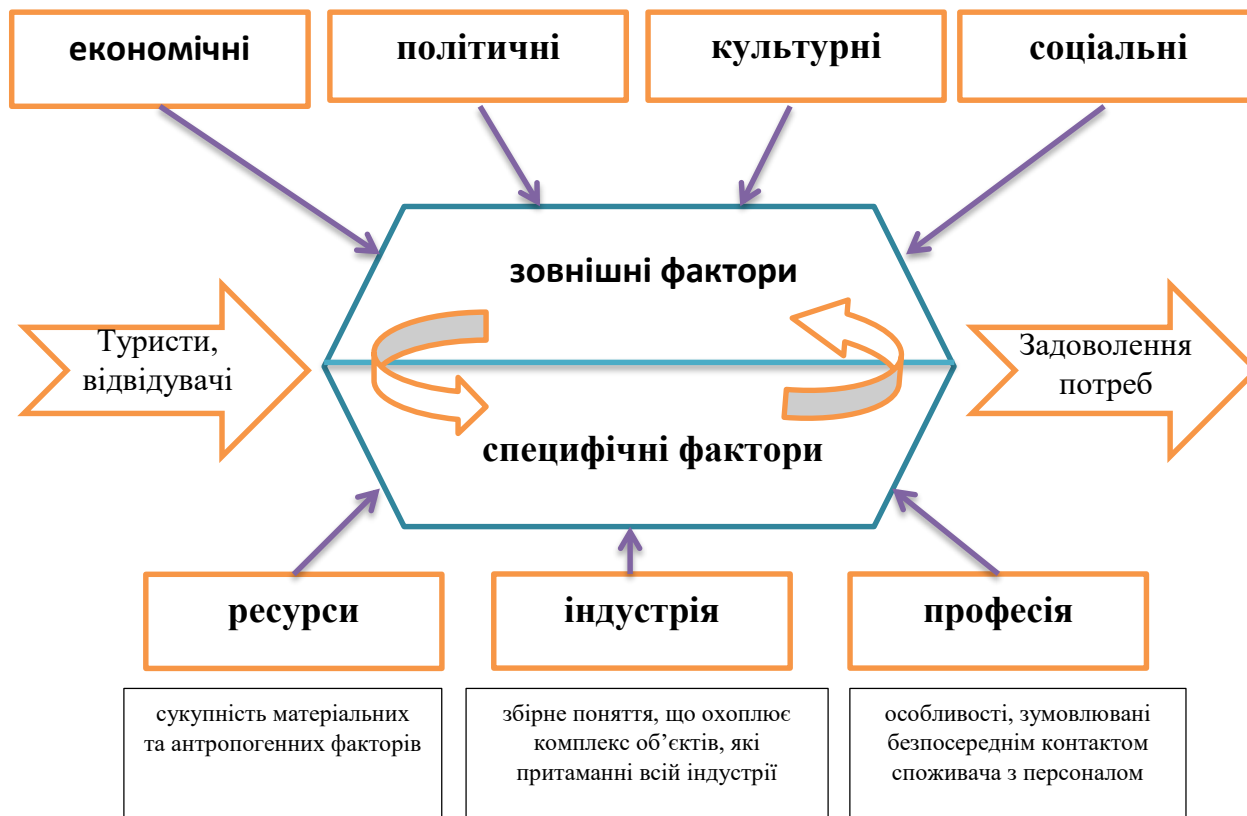 економічні
політичні
культурні
соціальні
зовнішні фактори
Туристи,
відвідувачі
Задоволення
потреб
специфічні фактори
ресурси
індустрія
професія
сукупність матеріальних
та антропогенних факторів
збірне поняття, що охоплює
комплекс об’єктів, які
притаманні всій індустрії
особливості, зумовлювані
безпосереднім контактом
споживача з персоналом